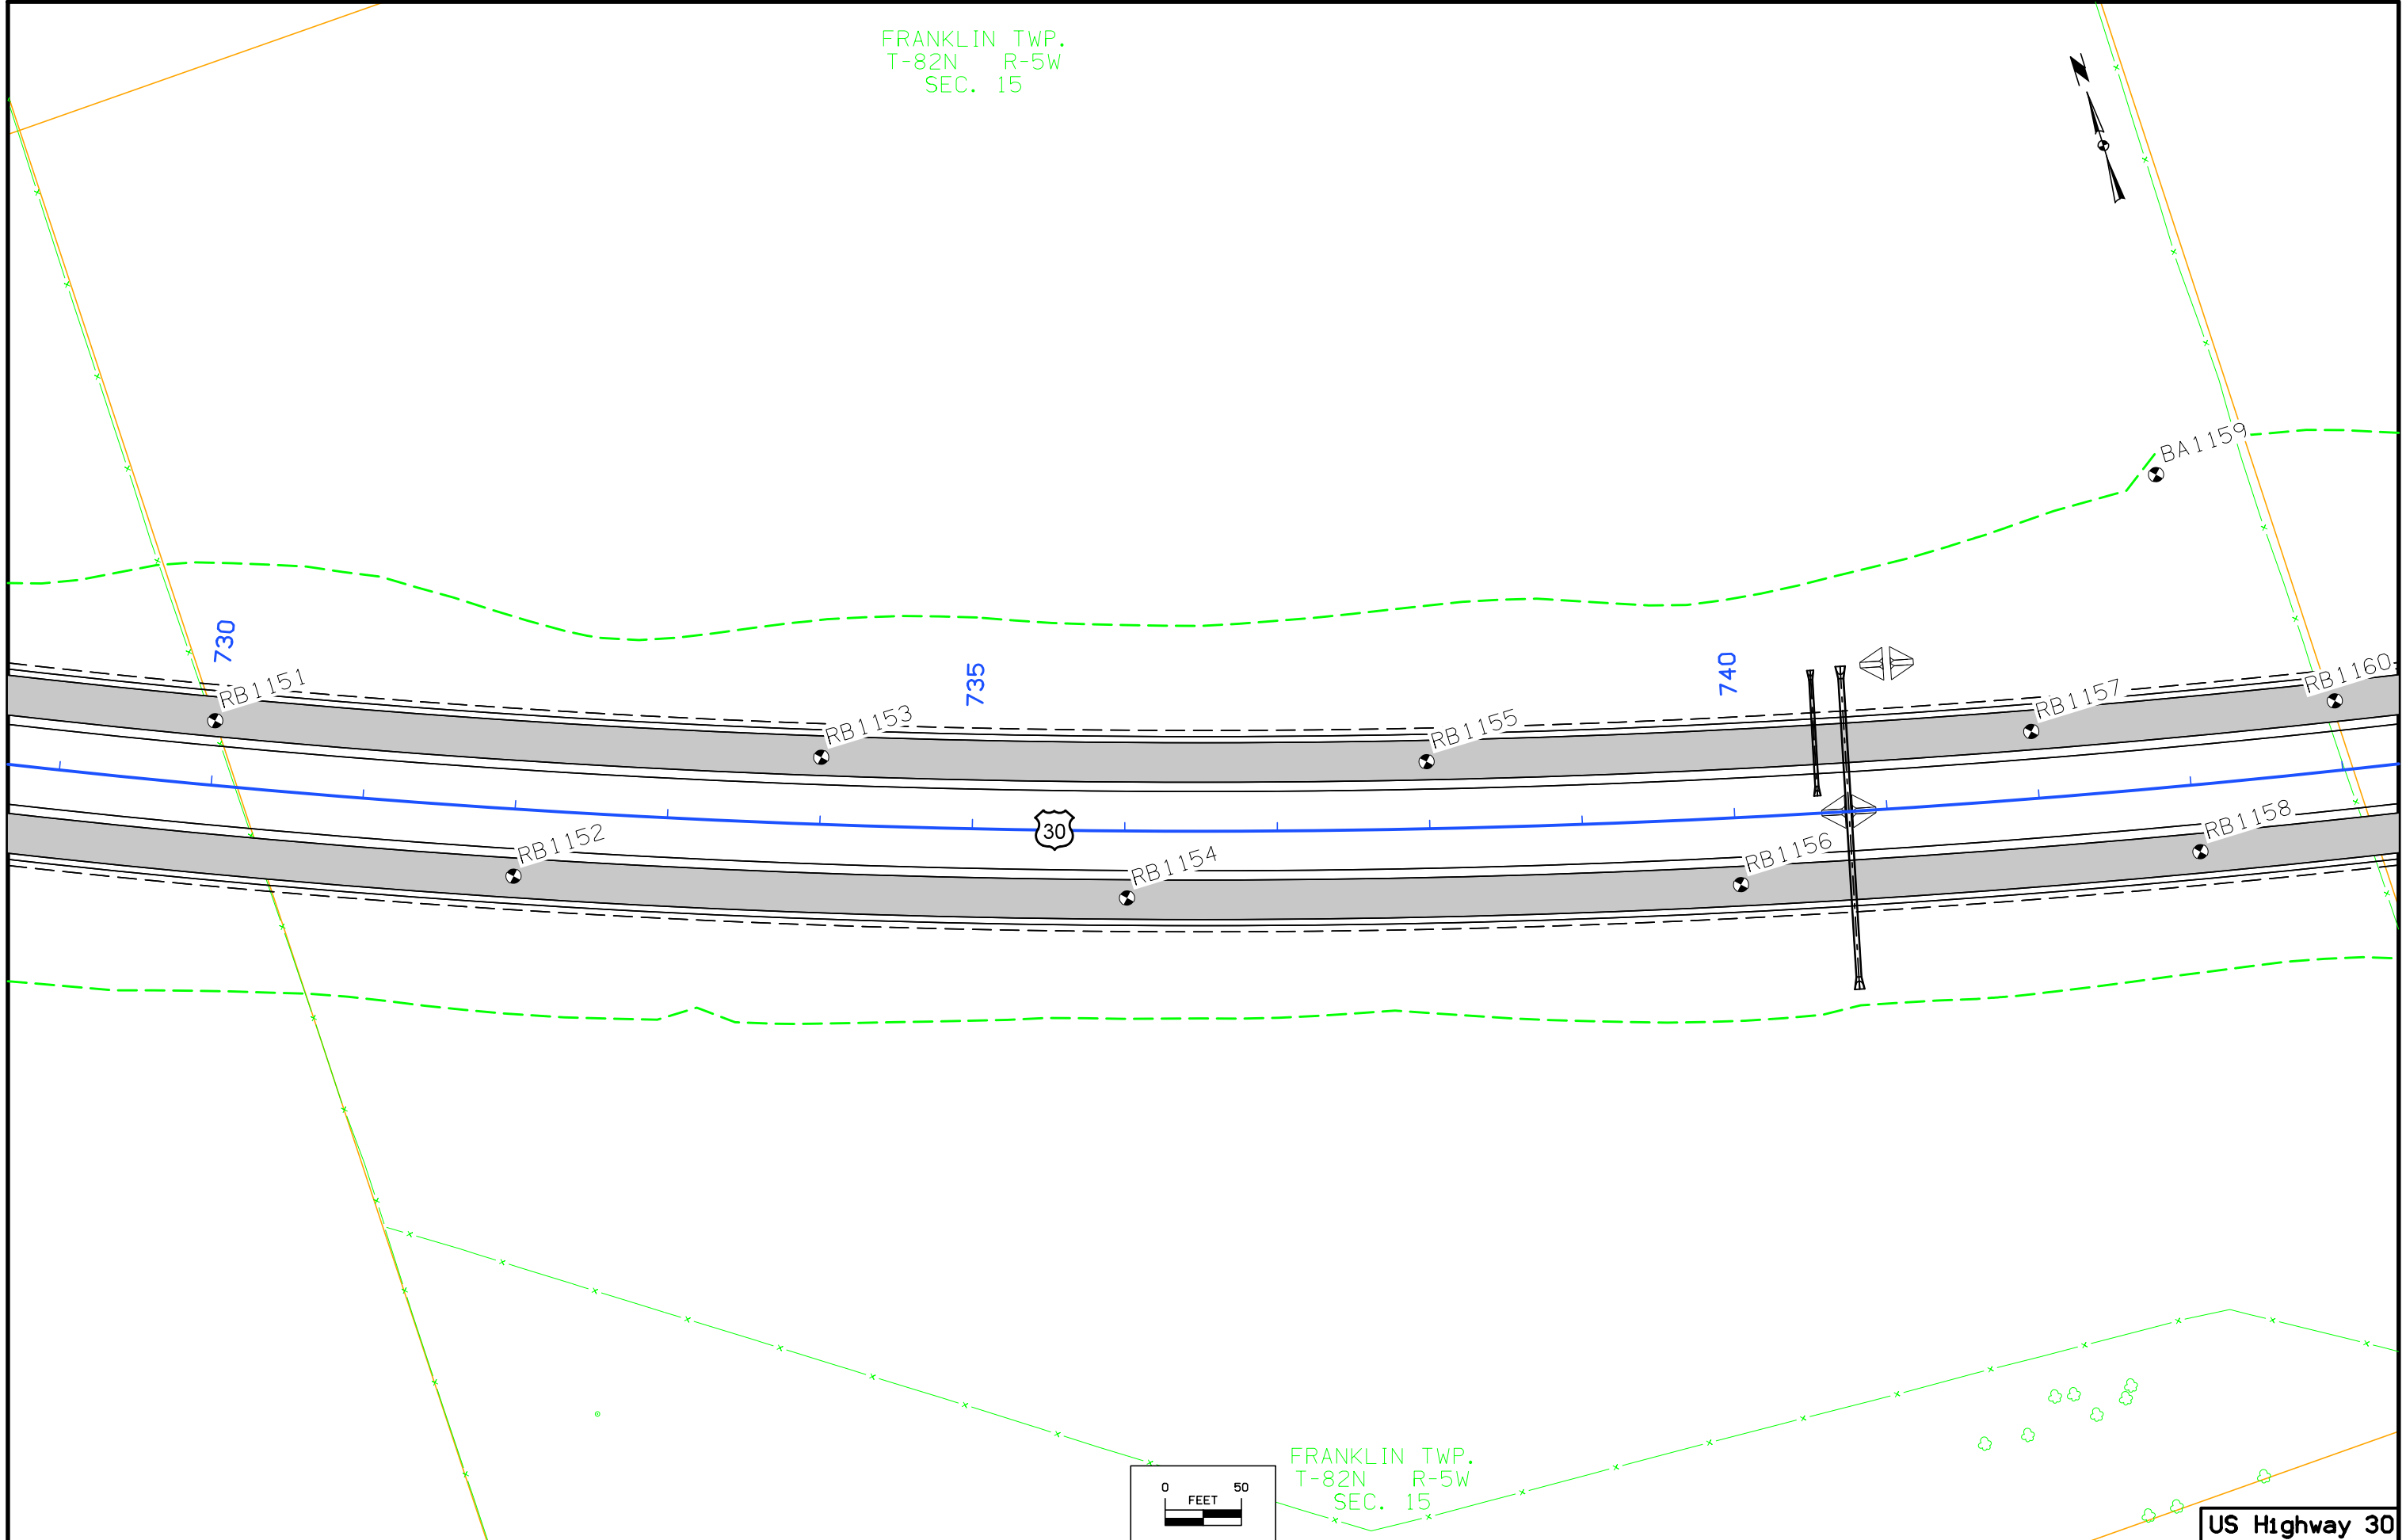 FRANKLIN TWP.
T-82N R-5W
SEC. 15
BA1159
730
RB1151
735
740
RB1160
RB1153
RB1155
RB1157
30
RB1152
RB1154
RB1156
RB1158
FRANKLIN TWP.
T-82N R-5W
SEC. 15
0 50
FEET
US Highway 30